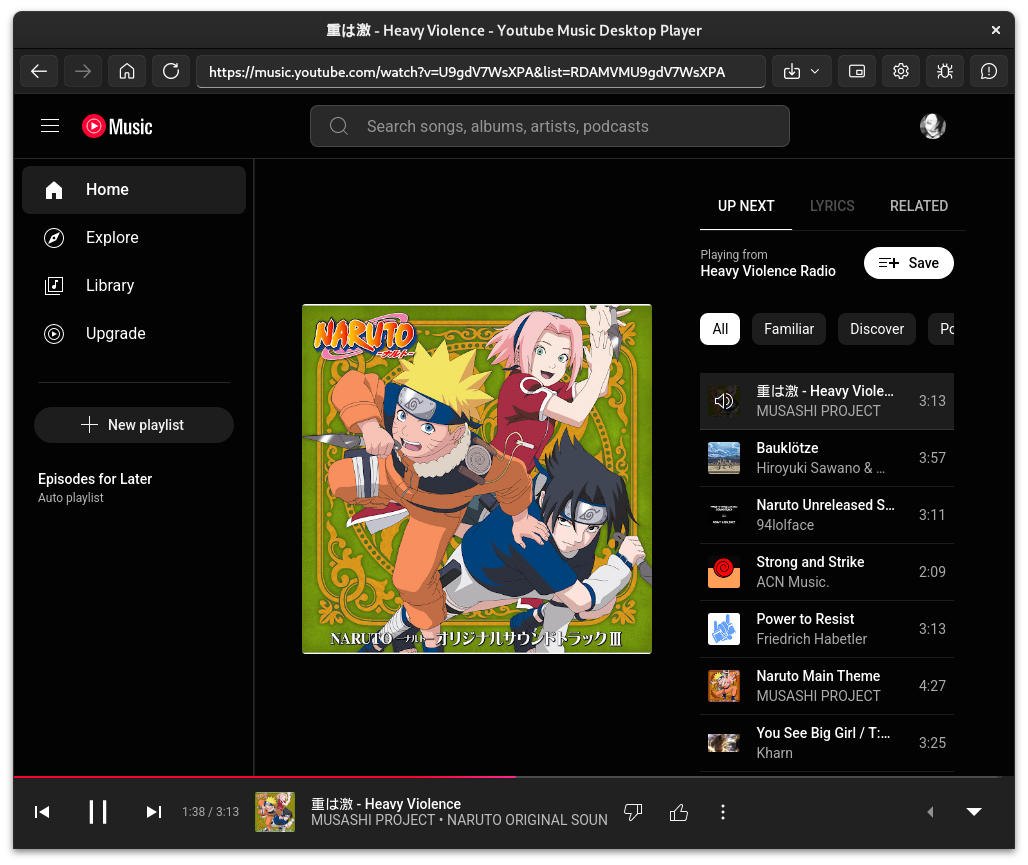 重は激 - Heavy Violence - Youtube Music Desktop Player
https://music.youtube.com/watch?v=U9gdV7WsXPA&list=RDAMVMU9gdV7WsXPA
Music
Search songs, albums, artists, podcasts
Home
Explore
Library
Upgrade
New playlist
Episodes for Later
Auto playlist
NARUTO
-ナルト-
NARUTO -ナルト- オリジナルサウンドトラック III
UP NEXT
LYRICS
RELATED
Playing from
Heavy Violence Radio
Save
All
Familiar
Discover
Po
重は激 - Heavy Viole...
MUSASHI PROJECT
3:13
Bauklötze
Hiroyuki Sawano & ...
3:57
Naruto Unreleased S...
94lolface
3:11
Strong and Strike
ACN Music.
2:09
Power to Resist
Friedrich Habetler
3:13
Naruto Main Theme
MUSASHI PROJECT
4:27
You See Big Girl / T:...
Kharn
3:25
1:38 / 3:13
重は激 - Heavy Violence
MUSASHI PROJECT • NARUTO ORIGINAL SOUN